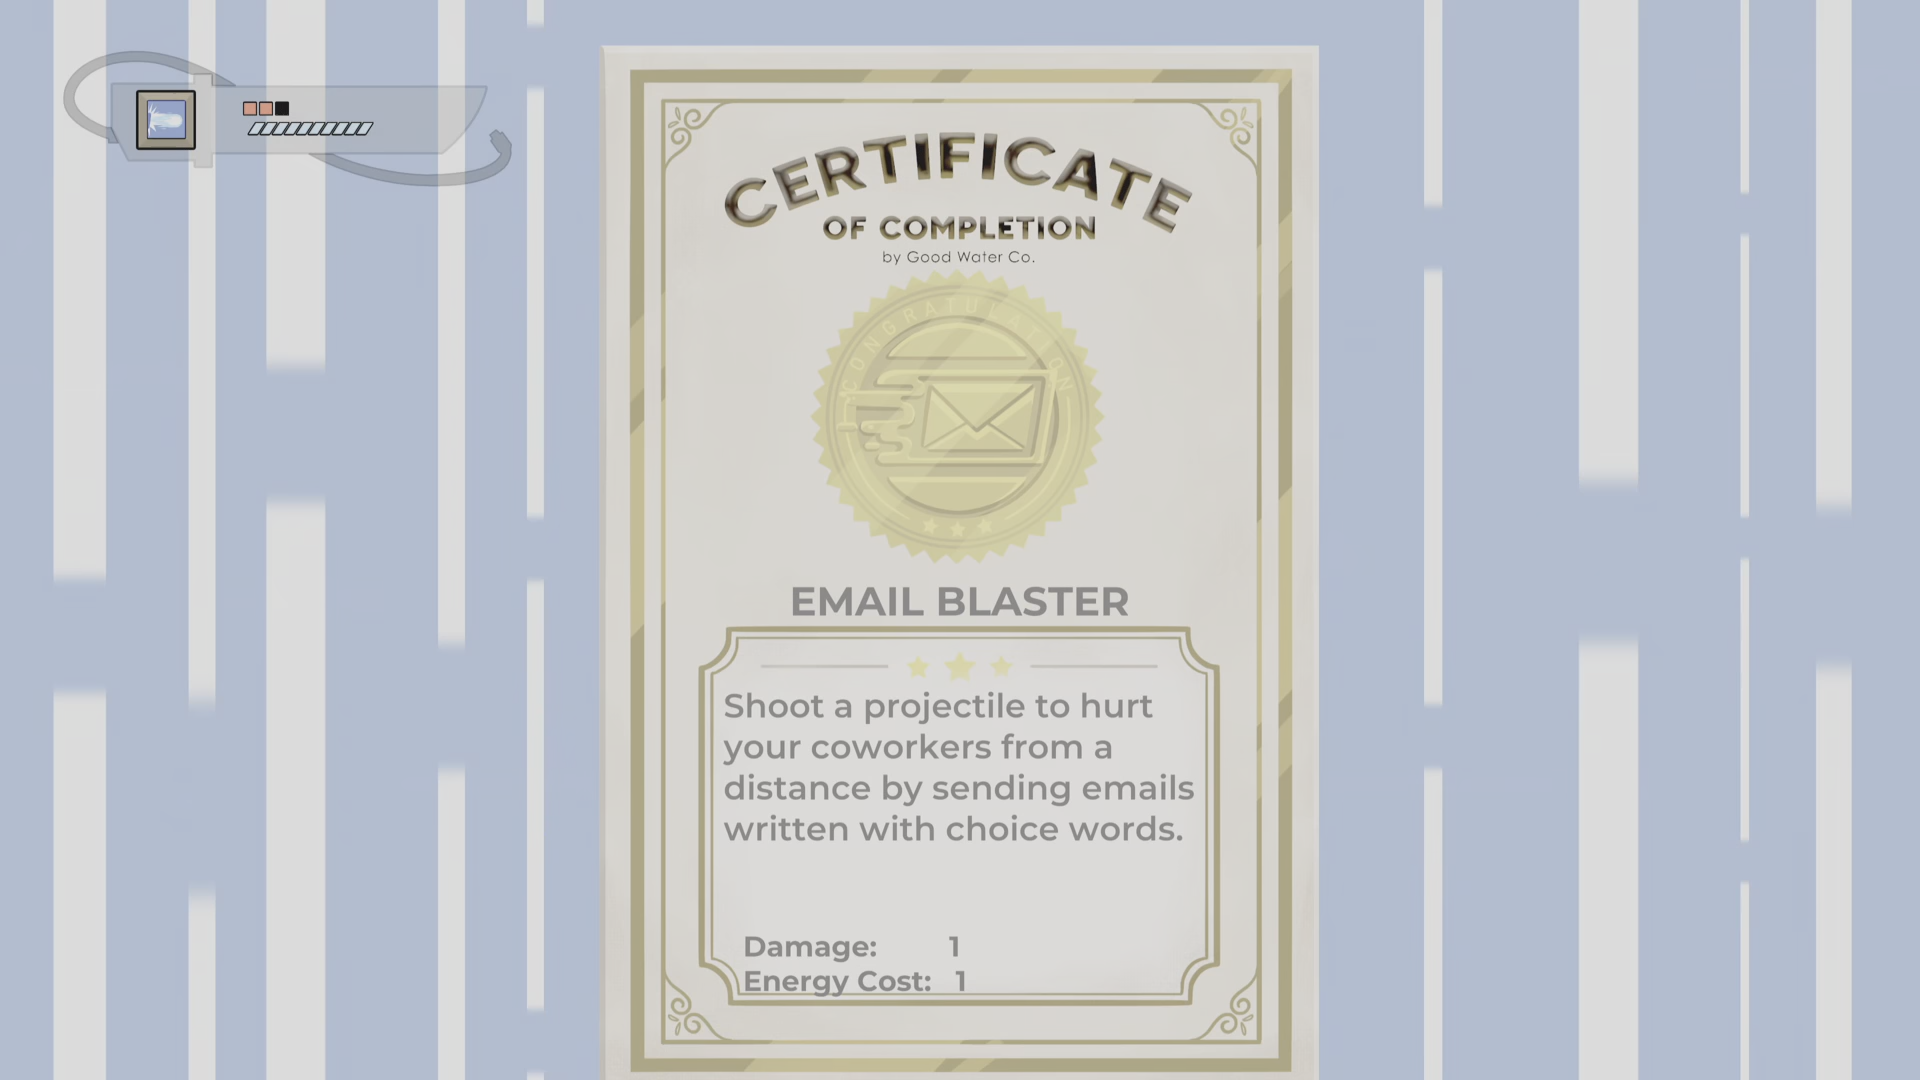 CERTIFICATE
OF COMPLETION
by Good Water Co.
CONGRATULATION
EMAIL BLASTER
Shoot a projectile to hurt
your coworkers from a
distance by sending emails
written with choice words.
Damage: 1
Energy Cost: 1